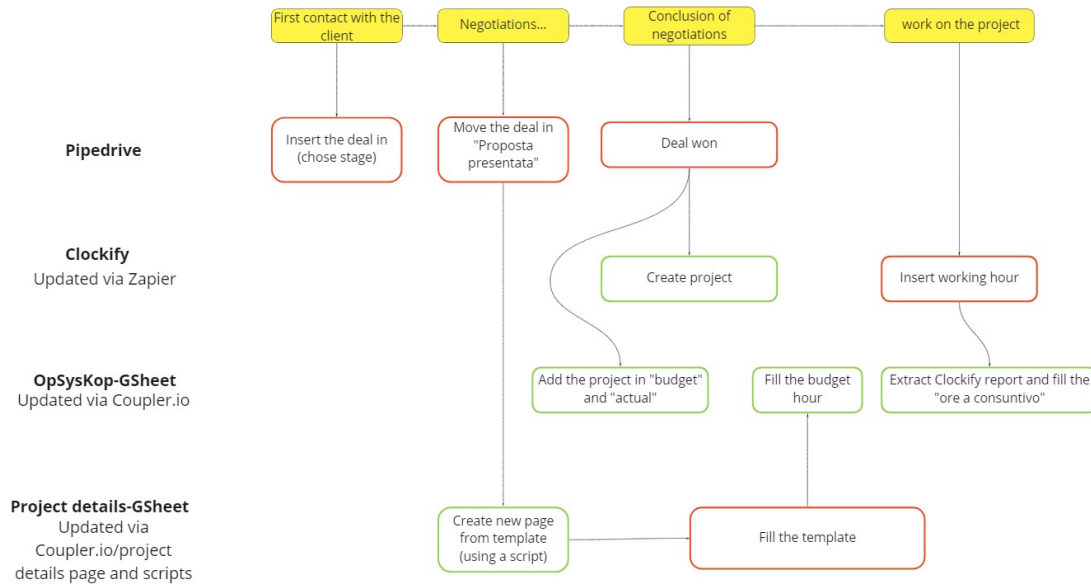 First contact with the
client
Negotiations...
Conclusion of
negotiations
work on the project
Pipedrive
Insert the deal in
(chose stage)
Move the deal in
"Proposta
presentata"
Deal won
Clockify
Updated via Zapier
Create project
Insert working hour
OpSysKop-GSheet
Updated via Coupler.io
Add the project in "budget"
and "actual"
Fill the budget
hour
Extract Clockify report and fill the
"ore a consuntivo"
Project details-GSheet
Updated via
Coupler.io/project
details page and scripts
Create new page
from template
(using a script)
Fill the template